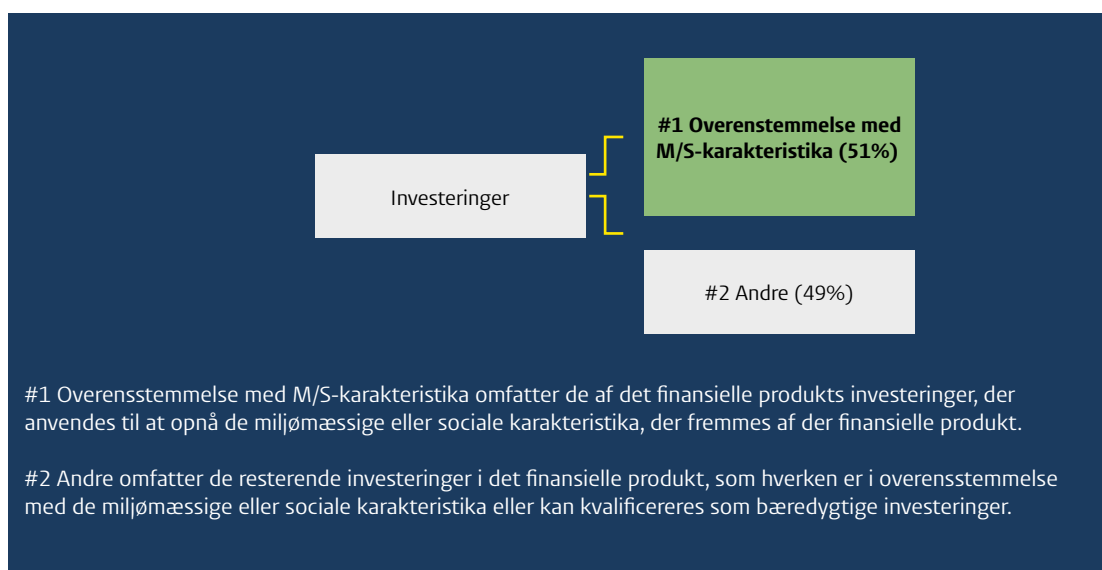 #1 Overenstemmelse med
M/S-karakteristika (51%)
Investeringer
#2 Andre (49%)
#1 Overensstemmelse med M/S-karakteristika omfatter de af det finansielle produkts investeringer, der
anvendes til at opnå de miljømæssige eller sociale karakteristika, der fremmes af der finansielle produkt.
#2 Andre omfatter de resterende investeringer i det finansielle produkt, som hverken er i overensstemmelse
med de miljømæssige eller sociale karakteristika eller kan kvalificereres som bæredygtige investeringer.